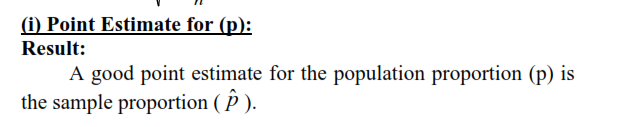 (i) Point Estimate for (p):
Result:
A good point estimate for the population proportion (p) is
the sample proportion ( p̂ ).